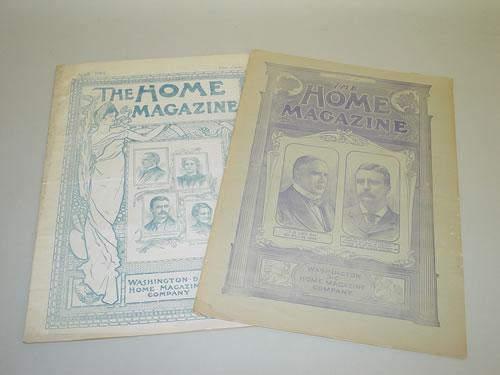 THE HOME
MAGAZINE
WASHINGTON D
HOME MAGAZINE
COMPANY
THE
HOME
MAGAZINE
WASHINGTON
D.C.
HOME MAGAZINE
COMPANY